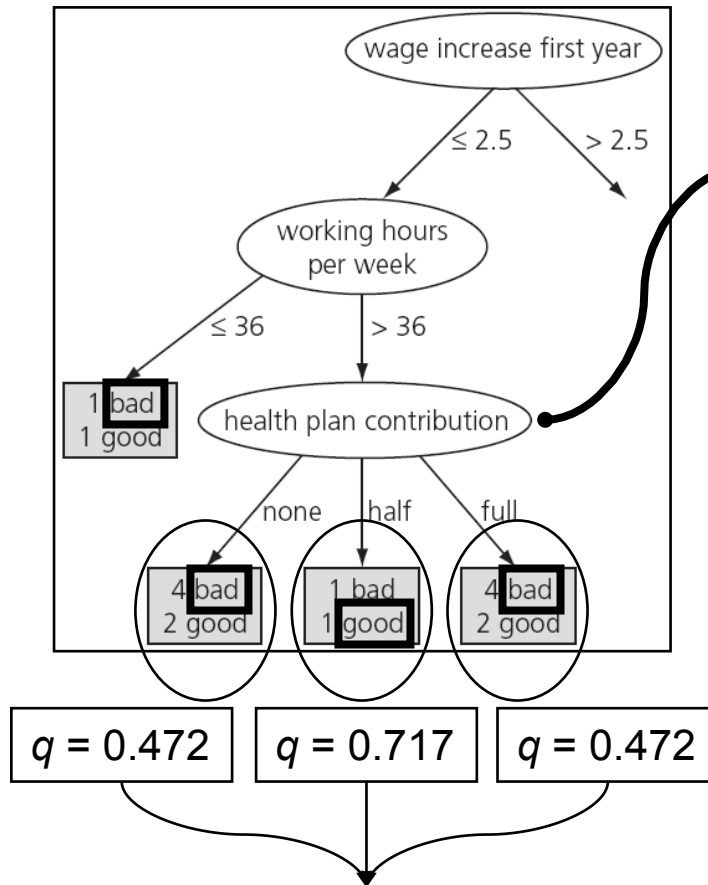 wage increase first year
≤ 2.5
> 2.5
working hours
per week
≤ 36
> 36
1 bad
1 good
health plan contribution
none
half
full
4 bad
2 good
1 bad
1 good
4 bad
2 good
q = 0.472
q = 0.717
q = 0.472